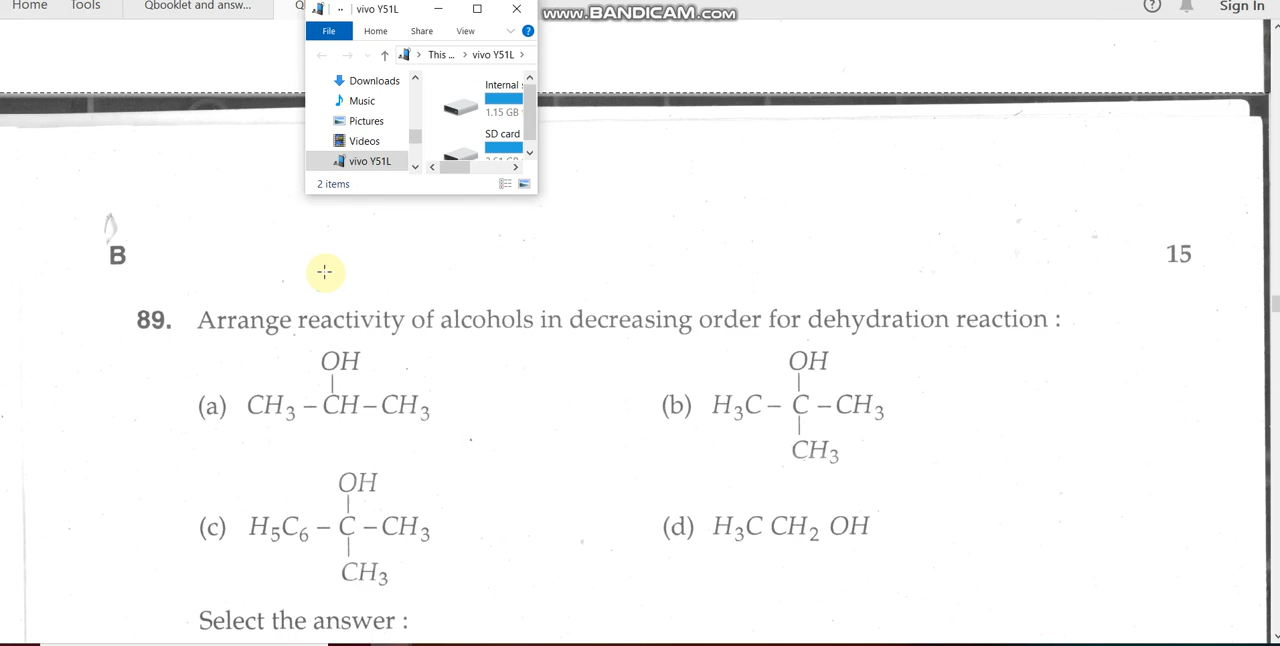 Home Tools Qbooklet and answ... Q
Sign In
vivo Y51L
www.BANDICAM.com
File Home Share View
This ... vivo Y51L
Downloads
Music
Pictures
Videos
vivo Y51L
Internal
1.15 GB
SD card
2 items
B
15
89. Arrange reactivity of alcohols in decreasing order for dehydration reaction :
OH
(a) CH3 – CH – CH3
OH
(b) H3C – C – CH3
CH3
OH
(c) H5C6 – C – CH3
CH3
(d) H3C CH2 OH
Select the answer :